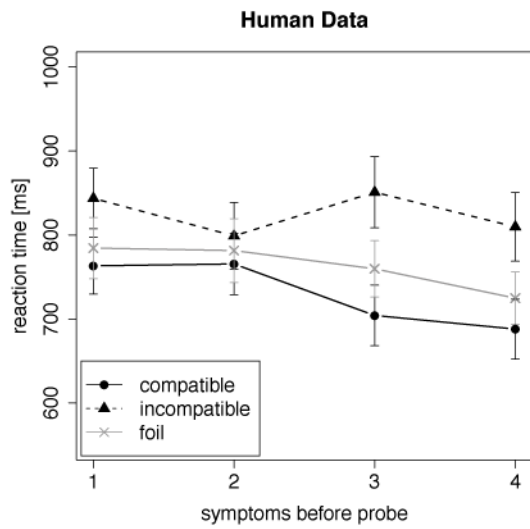 Human Data
reaction time [ms]
1000
900
800
700
600
compatible
incompatible
foil
1 2 3 4
symptoms before probe